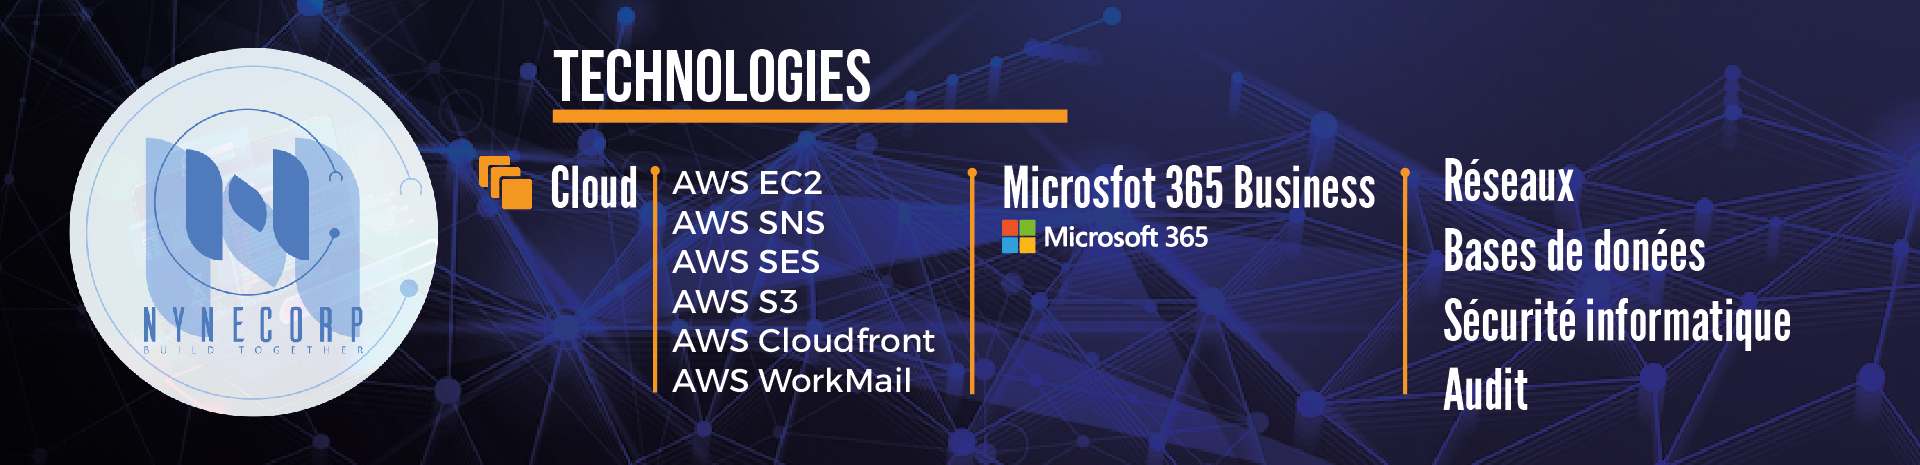 NYNECORP
BUILD TOGETHER
TECHNOLOGIES
Cloud
AWS EC2
AWS SNS
AWS SES
AWS S3
AWS Cloudfront
AWS WorkMail
Microsfot 365 Business
Microsoft 365
Réseaux
Bases de donées
Sécurité informatique
Audit